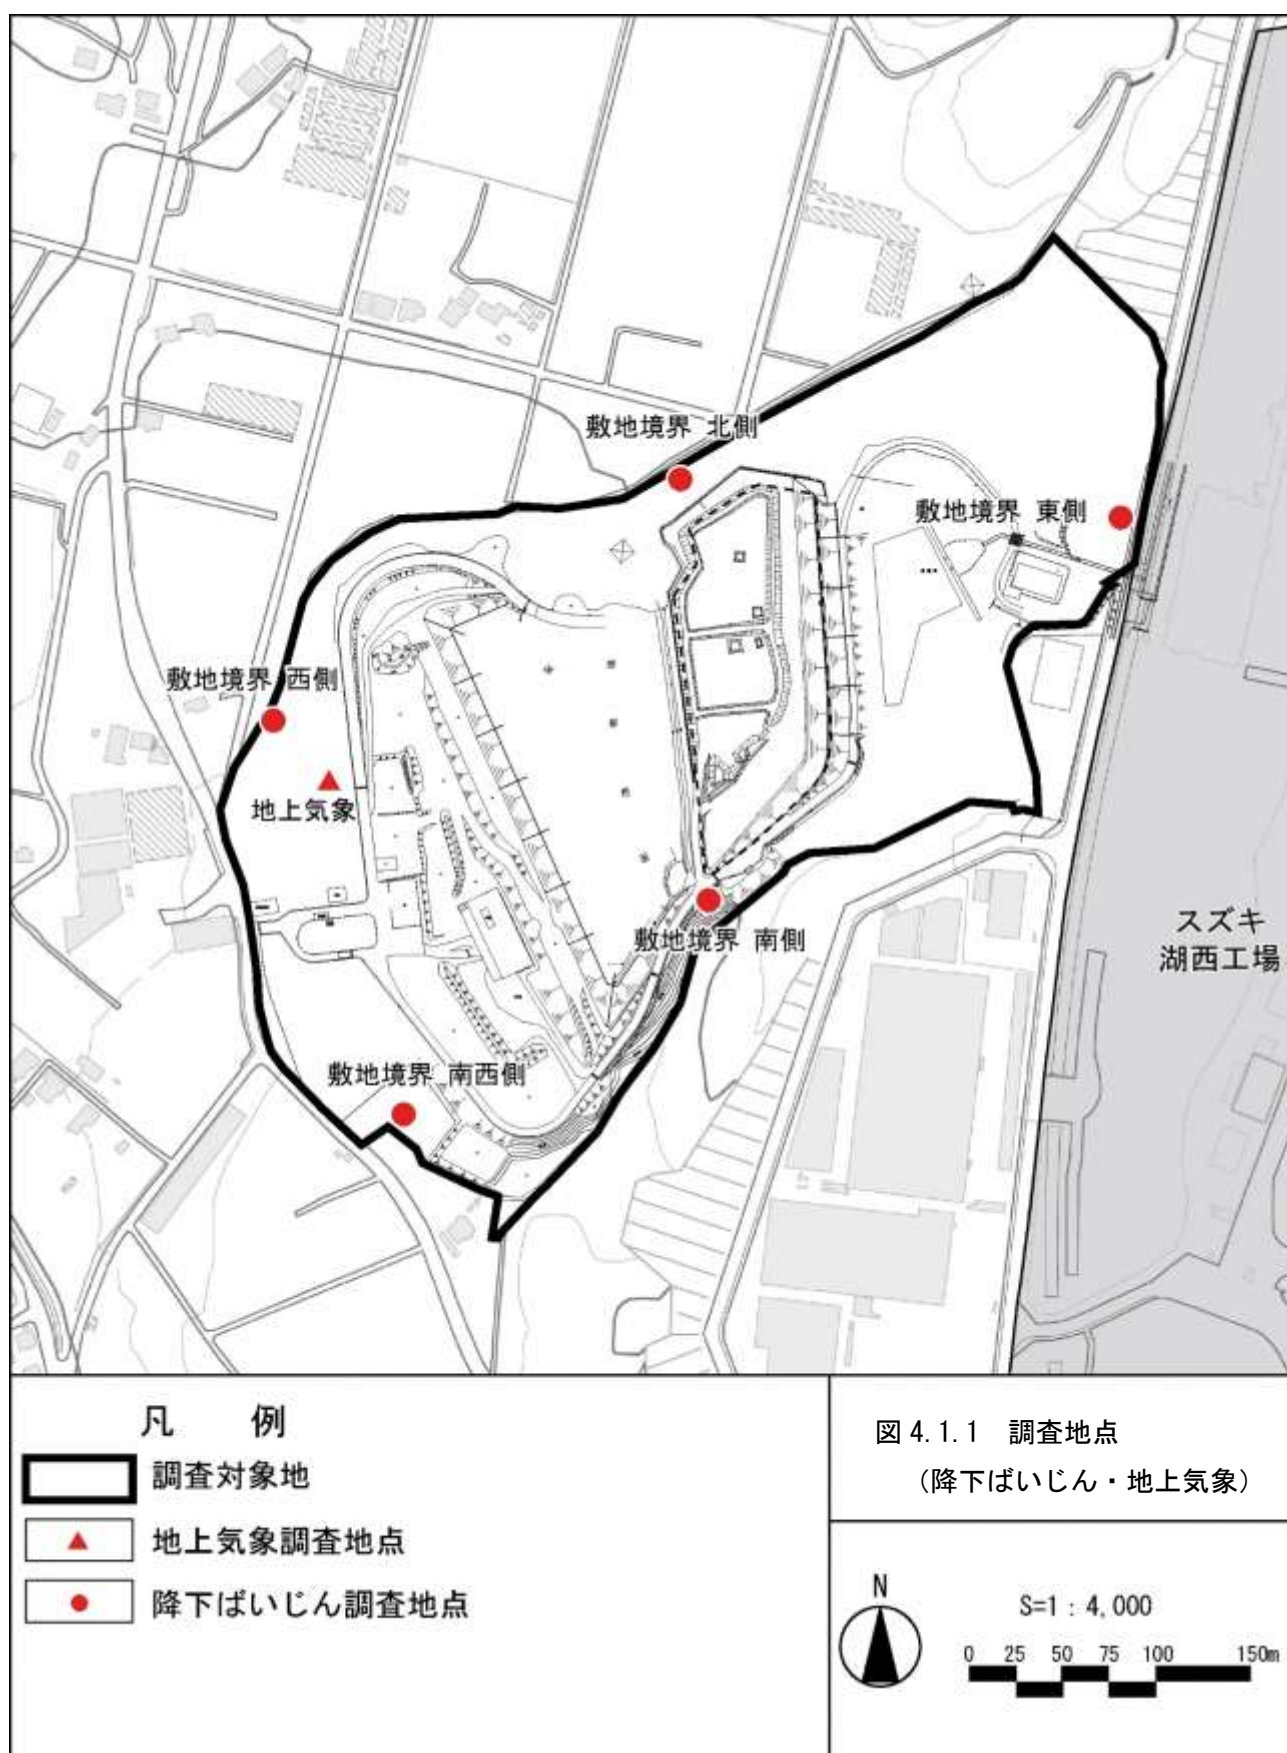 敷地境界 北側
敷地境界 東側
敷地境界 西側
地上気象
スズキ
湖西工場
敷地境界 南側
敷地境界 南西側
凡 例
調査対象地
地上気象調査地点
降下ばいじん調査地点
図 4.1.1 調査地点
（降下ばいじん・地上気象）
N
S=1 : 4,000
0 25 50 75 100 150m